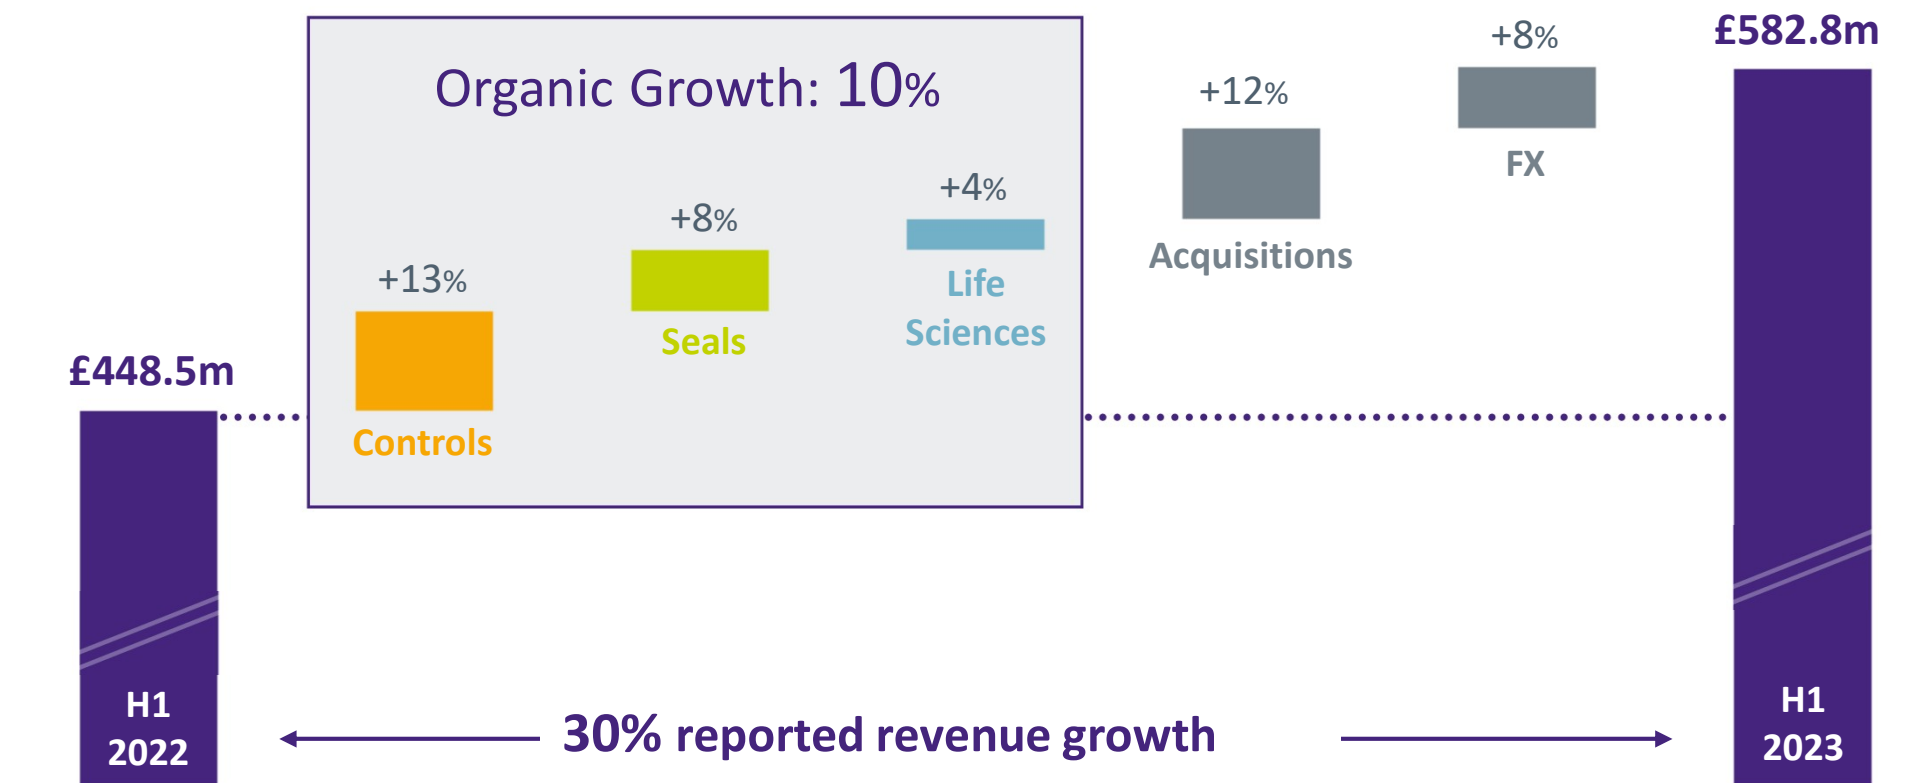 £582.8m
+8%
Organic Growth: 10%
+12%
FX
+4%
+8%
Acquisitions
+13%
Life
Sciences
Seals
£448.5m
Controls
H1
2022
30% reported revenue growth
H1
2023